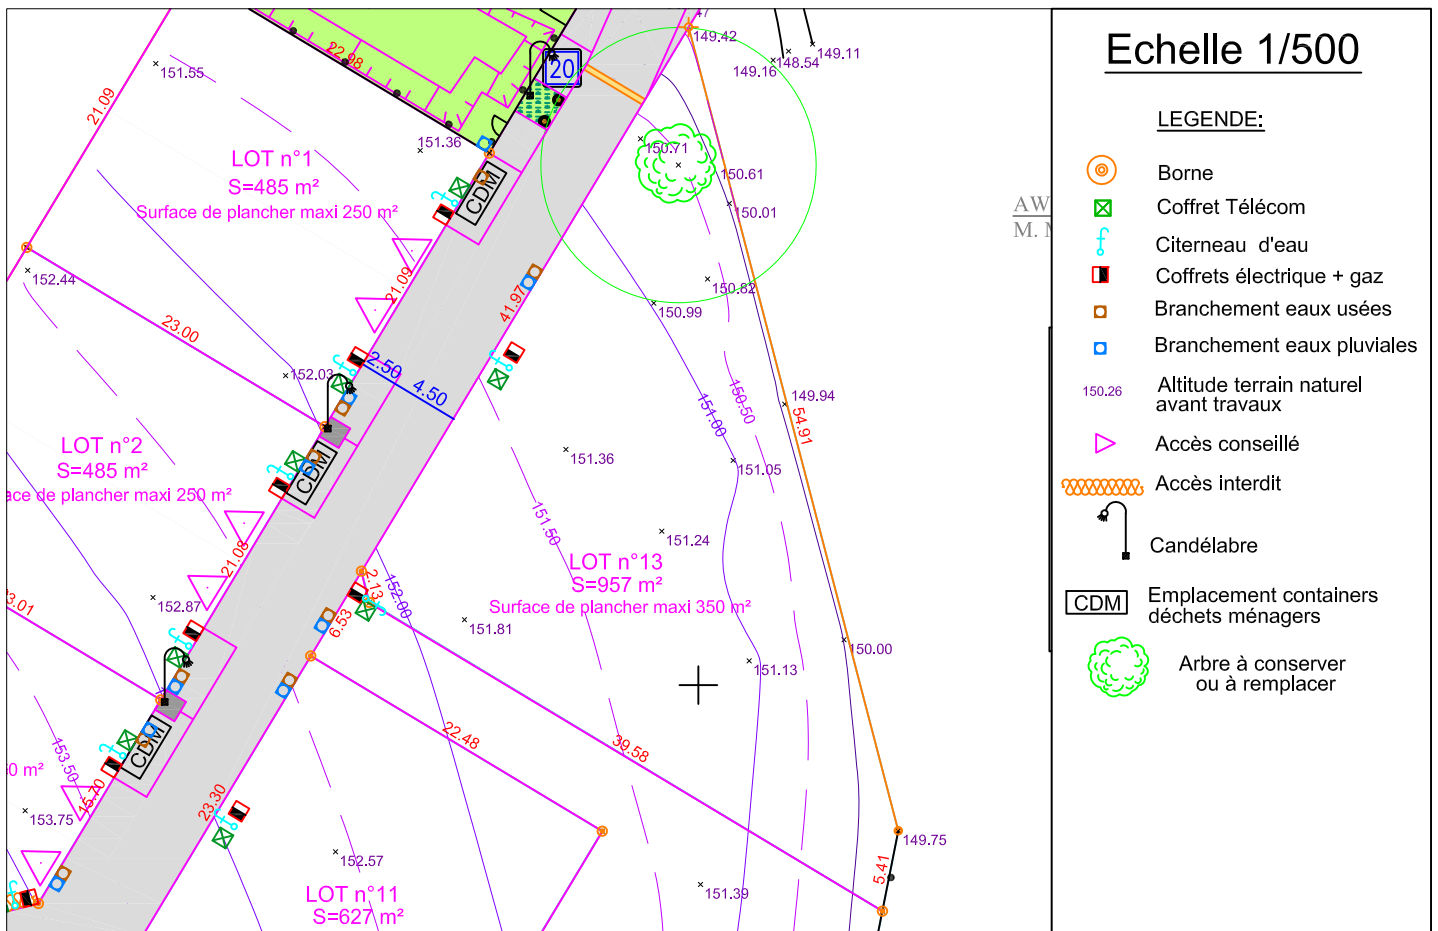 47
149.42
149.16
148.54
149.11
151.55
22.98
20
21.09
151.36
LOT n°1
S=485 m²
Surface de plancher maxi 250 m²
CDM
150.71
150.61
150.01
152.44
21.09
41.97
150.82
150.99
23.00
152.03
2.50
4.50
150.50
149.94
54.91
151.00
LOT n°2
S=485 m²
ace de plancher maxi 250 m²
CDM
151.36
151.05
151.50
151.24
21.08
LOT n°13
S=957 m²
Surface de plancher maxi 350 m²
2.13
152.00
6.53
152.87
3.01
151.81
150.00
151.13
22.48
39.58
CDM
153.50
0 m²
15.70
23.30
153.75
149.75
5.41
152.57
151.39
LOT n°11
S=627 m²
AW
M.
Echelle 1/500
LEGENDE:
Borne
Coffret Télécom
Citerneau d'eau
Coffrets électrique + gaz
Branchement eaux usées
Branchement eaux pluviales
150.26
Altitude terrain naturel
avant travaux
Accès conseillé
Accès interdit
Candélabre
CDM
Emplacement containers
déchets ménagers
Arbre à conserver
ou à remplacer